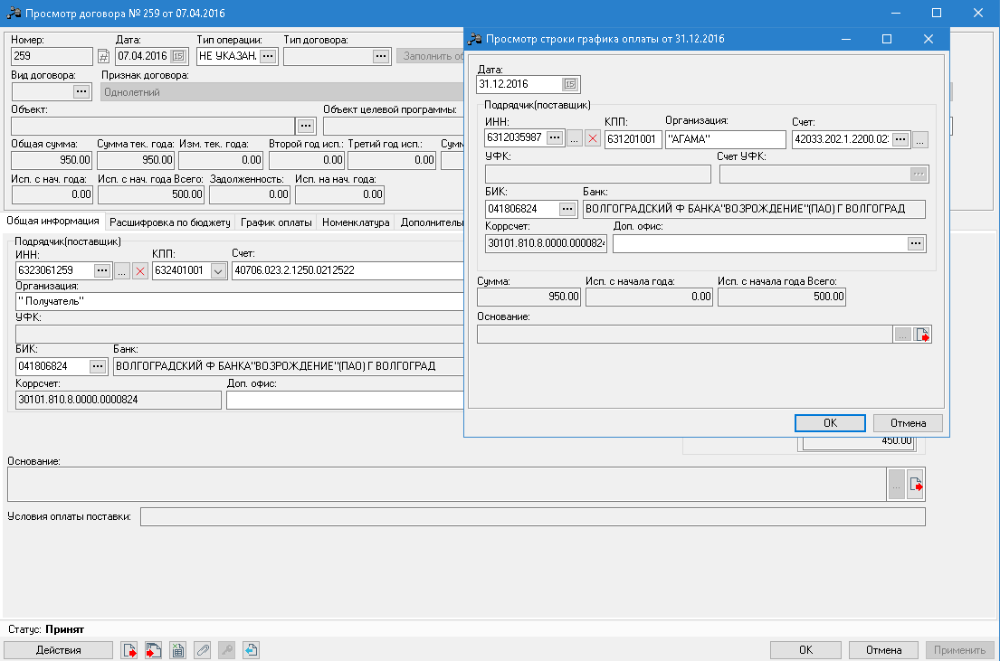 Просмотр договора № 259 от 07.04.2016
Номер: Дата: Тип операции: Тип договора:
259 07.04.2016 15 НЕ УКАЗАН. ... ... Заполнить об
Вид договора: Признак договора:
... Однолетний
Объект: Объект целевой программы:
...
Общая сумма: Сумма тек. года: Изм. тек. года: Второй год исп.: Третий год исп.: Сумм
950.00 950.00 0.00 0.00 0.00
Исп. с нач. года: Исп. с нач. года Всего: Задолженность: Исп. на нач. года:
0.00 500.00 0.00 0.00
Общая информация Расшифровка по бюджету График оплаты Номенклатура Дополнитель
Подрядчик(поставщик)
ИНН: КПП: Счет:
6323061259 ... ... 632401001 40706.023.2.1250.0212522
Организация:
" Получатель"
УФК:
БИК: Банк:
041806824 ... ВОЛГОГРАДСКИЙ Ф БАНКА"ВОЗРОЖДЕНИЕ"(ПАО) Г ВОЛГОГРАД
Коррсчет: Доп. офис:
30101.810.8.0000.0000824
450.00
Основание:
...
Условия оплаты поставки:
Статус: Принят
Действия OK Отмена Применить
Просмотр строки графика оплаты от 31.12.2016
Дата:
31.12.2016 15
Подрядчик(поставщик)
ИНН: КПП: Организация: Счет:
6312035987 ... ... 631201001 "АГАМА" 42033.202.1.2200.02: ... ...
УФК: Счет УФК:
...
БИК: Банк:
041806824 ... ВОЛГОГРАДСКИЙ Ф БАНКА"ВОЗРОЖДЕНИЕ"(ПАО) Г ВОЛГОГРАД
Коррсчет: Доп. офис:
30101.810.8.0000.0000824 ...
Сумма: Исп. с начала года: Исп. с начала года Всего:
950.00 0.00 500.00
Основание:
...
OK Отмена